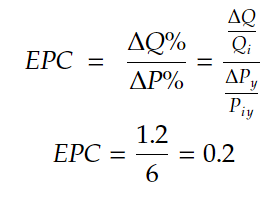 EPC = ΔQ% / ΔP% = (ΔQ / Q_i) / (ΔP_y / P_iy)
EPC = 1.2 / 6 = 0.2